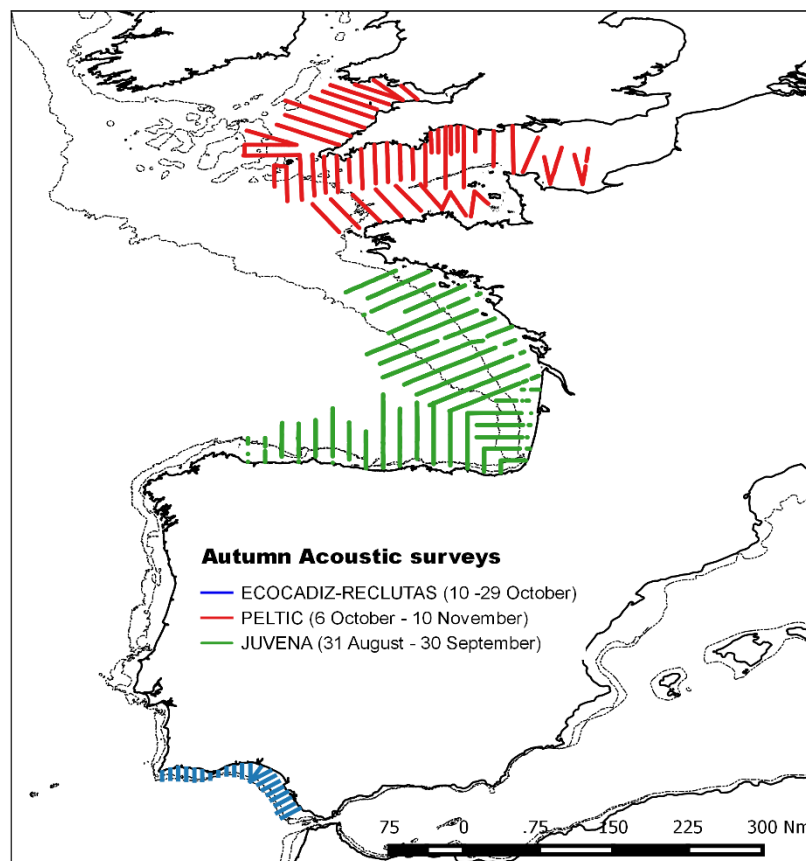 Autumn Acoustic surveys
ECOCADIZ-RECLUTAS (10 -29 October)
PELTIC (6 October - 10 November)
JUVENA (31 August - 30 September)
75 0 75 150 225 300 Nm